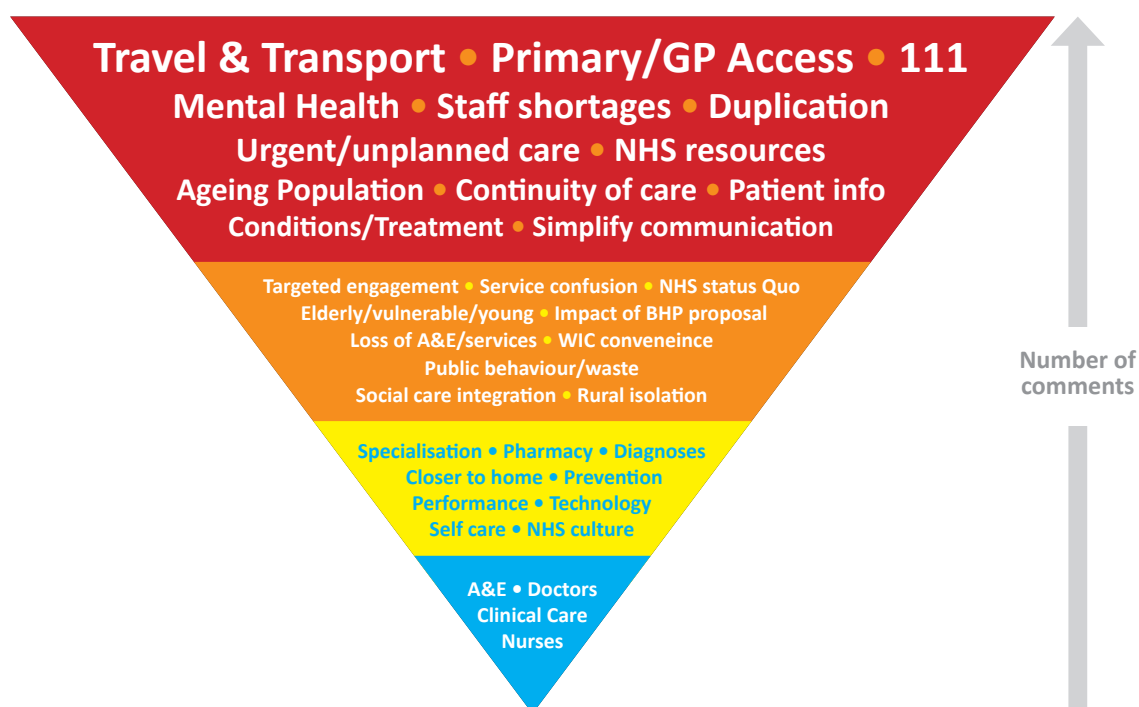 Travel & Transport • Primary/GP Access • 111
Mental Health • Staff shortages • Duplication
Urgent/unplanned care • NHS resources
Ageing Population • Continuity of care • Patient info
Conditions/Treatment • Simplify communication
Targeted engagement • Service confusion • NHS status Quo
Elderly/vulnerable/young • Impact of BHP proposal
Loss of A&E/services • WIC conveneince
Public behaviour/waste
Social care integration • Rural isolation
Specialisation • Pharmacy • Diagnoses
Closer to home • Prevention
Performance • Technology
Self care • NHS culture
A&E • Doctors
Clinical Care
Nurses
Number of
comments